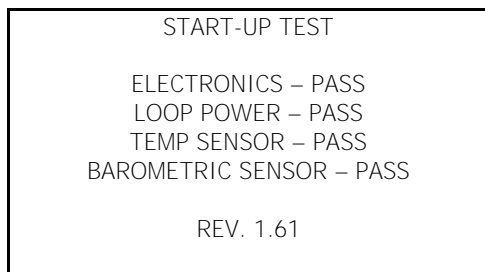 START-UP TEST
ELECTRONICS – PASS
LOOP POWER – PASS
TEMP SENSOR – PASS
BAROMETRIC SENSOR – PASS
REV. 1.61